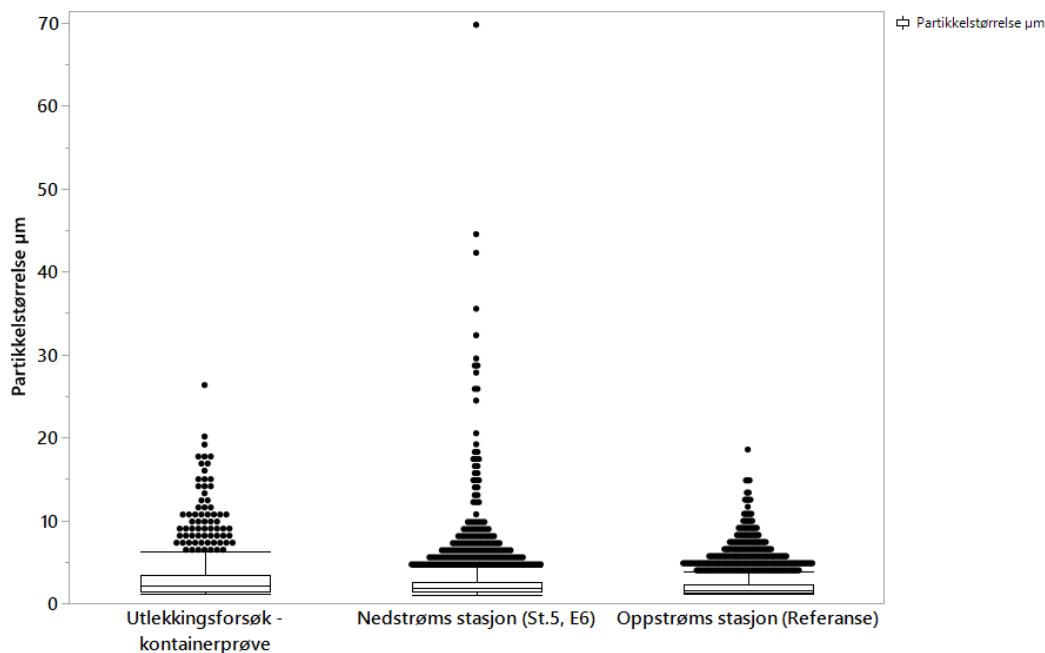 70
60
50
40
30
20
10
0
Partikkelstørrelse µm
Utlekkingsforsøk -
kontainerprøve
Nedstrøms stasjon (St.5, E6)
Oppstrøms stasjon (Referanse)
Partikkelstørrelse µm